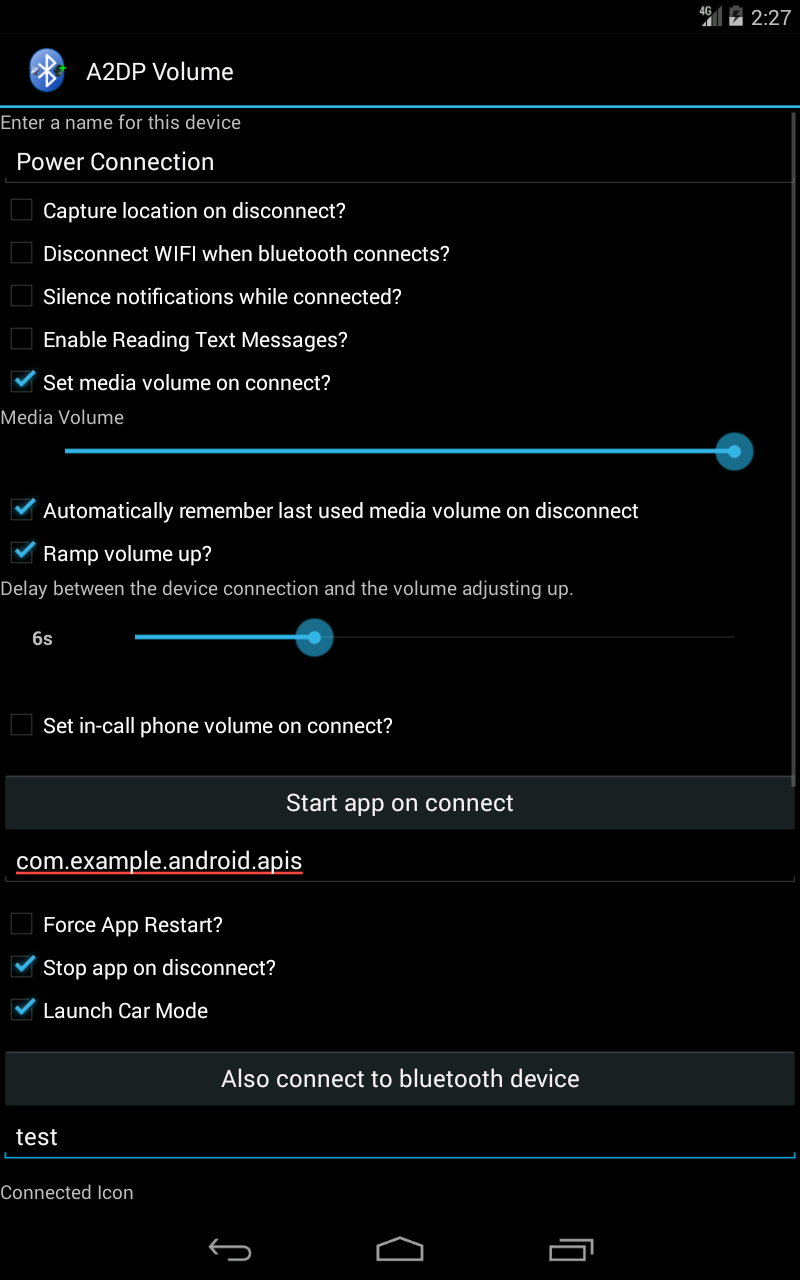 4G 2:27
A2DP Volume
Enter a name for this device
Power Connection
Capture location on disconnect?
Disconnect WIFI when bluetooth connects?
Silence notifications while connected?
Enable Reading Text Messages?
Set media volume on connect?
Media Volume
Automatically remember last used media volume on disconnect
Ramp volume up?
Delay between the device connection and the volume adjusting up.
6s
Set in-call phone volume on connect?
Start app on connect
com.example.android.apis
Force App Restart?
Stop app on disconnect?
Launch Car Mode
Also connect to bluetooth device
test
Connected Icon